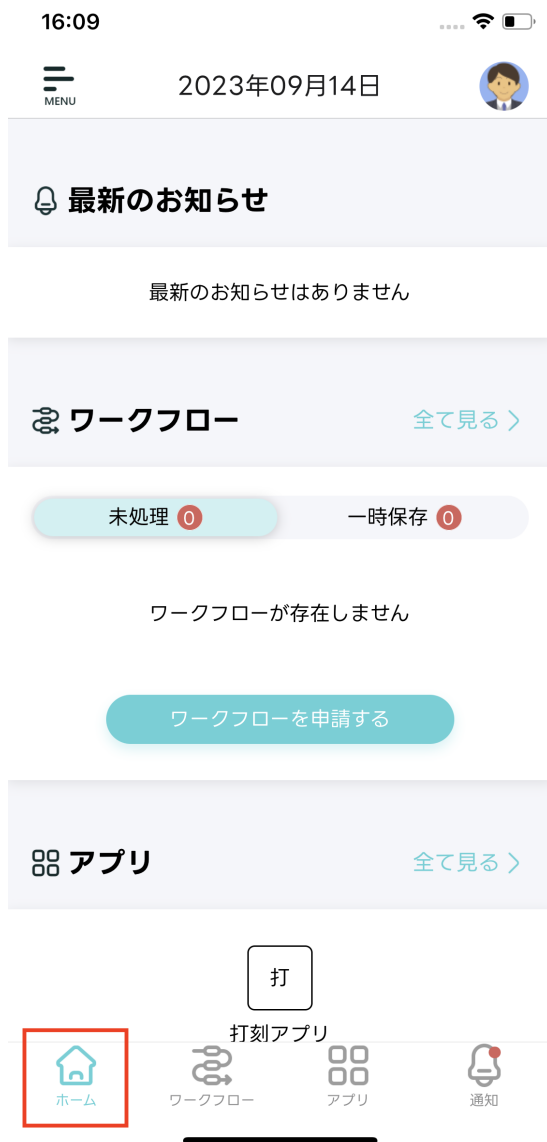 16:09
MENU
2023年09月14日
最新のお知らせ
最新のお知らせはありません
ワークフロー
全て見る
未処理 0
一時保存 0
ワークフローが存在しません
ワークフローを申請する
アプリ
全て見る
打
打刻アプリ
ホーム
ワークフロー
アプリ
通知